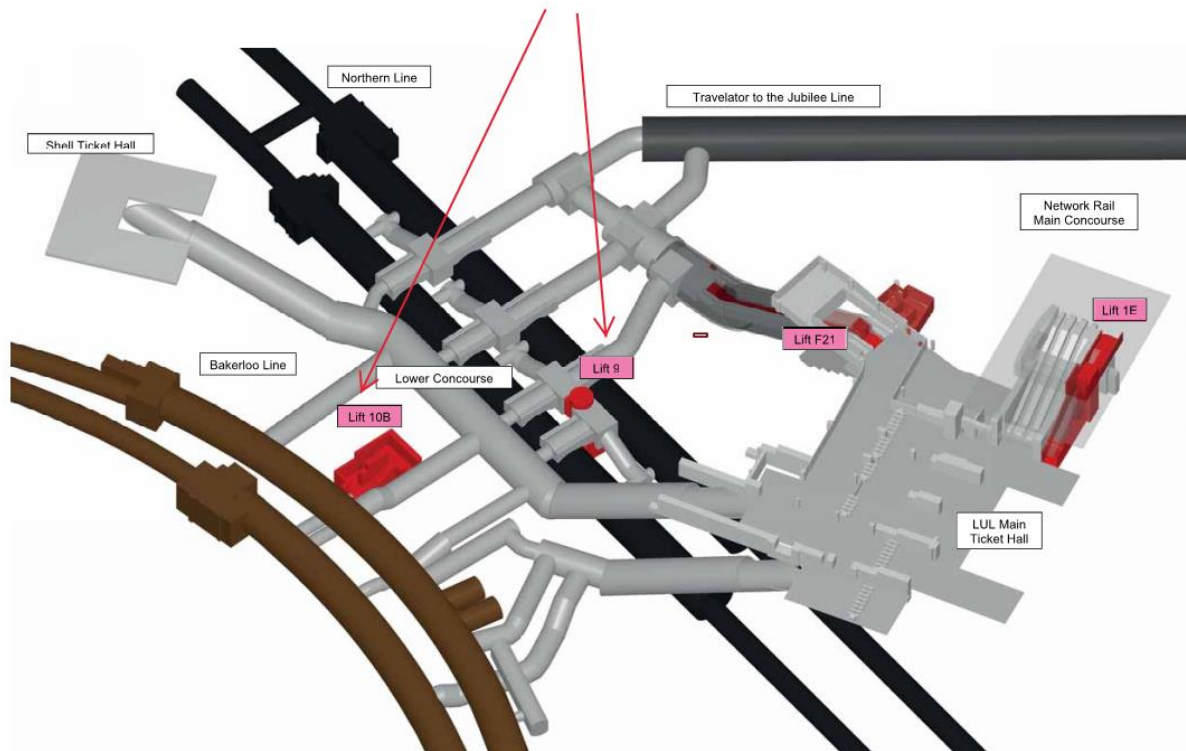 Northern Line
Travelator to the Jubilee Line
Shell Ticket Hall
Network Rail
Main Concourse
Lift 1E
Lift F21
Bakerloo Line
Lift 9
Lower Concourse
Lift 10B
LUL Main
Ticket Hall